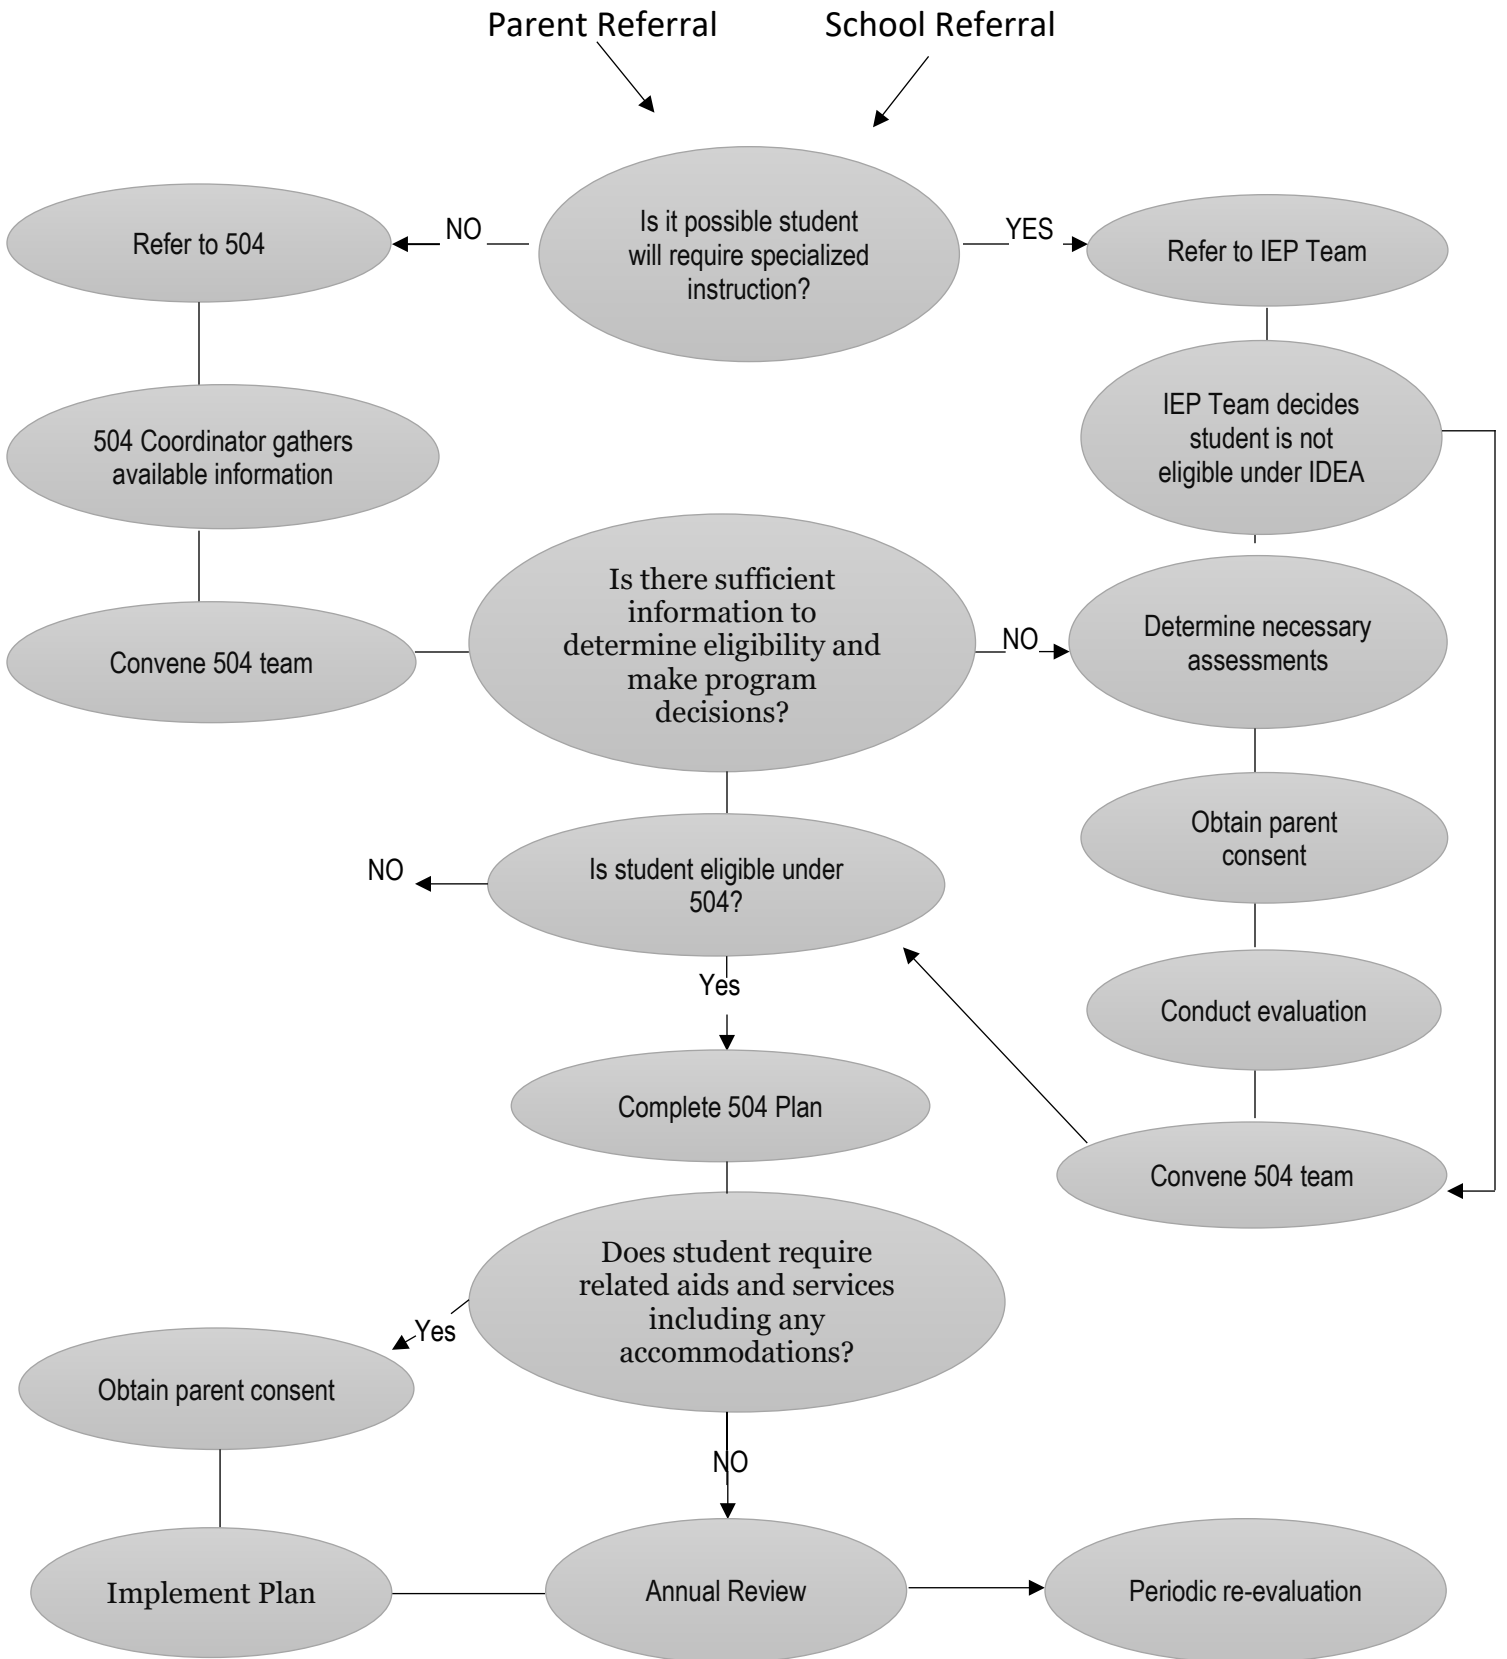 Parent Referral
School Referral
Is it possible student
will require specialized
instruction?
NO
YES
Refer to 504
Refer to IEP Team
504 Coordinator gathers
available information
IEP Team decides
student is not
eligible under IDEA
Convene 504 team
Is there sufficient
information to
determine eligibility and
make program
decisions?
NO
Determine necessary
assessments
Obtain parent
consent
Is student eligible under
504?
NO
Yes
Conduct evaluation
Complete 504 Plan
Convene 504 team
Does student require
related aids and services
including any
accommodations?
Yes
Obtain parent consent
NO
Implement Plan
Annual Review
Periodic re-evaluation